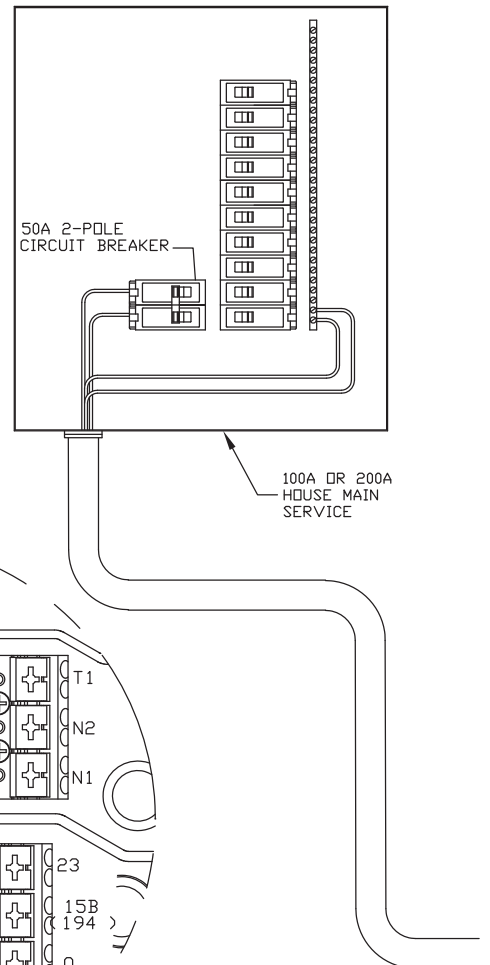 50A 2-POLE
CIRCUIT BREAKER
100A OR 200A
HOUSE MAIN
SERVICE
T1
N2
N1
23
15B
194